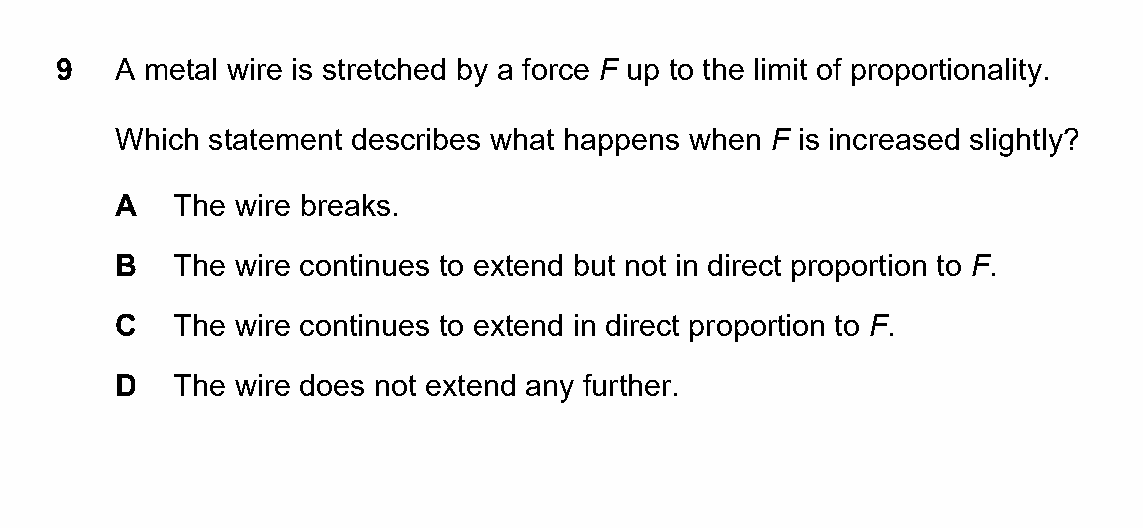 9 A metal wire is stretched by a force F up to the limit of proportionality.
Which statement describes what happens when F is increased slightly?
A The wire breaks.
B The wire continues to extend but not in direct proportion to F.
C The wire continues to extend in direct proportion to F.
D The wire does not extend any further.